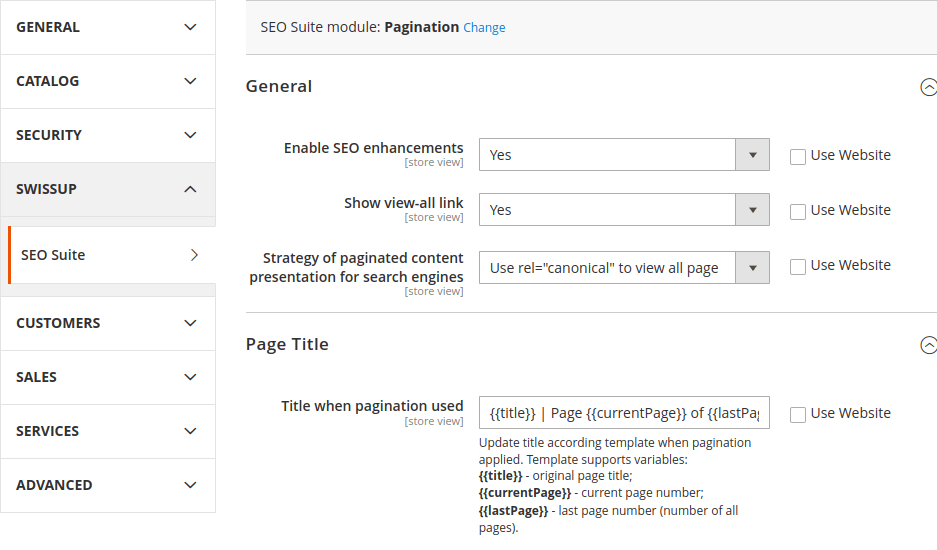 GENERAL
CATALOG
SECURITY
SWISSUP
SEO Suite
CUSTOMERS
SALES
SERVICES
ADVANCED
SEO Suite module: Pagination Change
General
Enable SEO enhancements
[store view]
Yes
Use Website
Show view-all link
[store view]
Yes
Use Website
Strategy of paginated content
presentation for search engines
[store view]
Use rel="canonical" to view all page
Use Website
Page Title
Title when pagination used
[store view]
{{title}} | Page {{currentPage}} of {{lastPag
Use Website
Update title according template when pagination
applied. Template supports variables:
{{title}} - original page title;
{{currentPage}} - current page number;
{{lastPage}} - last page number (number of all
pages).